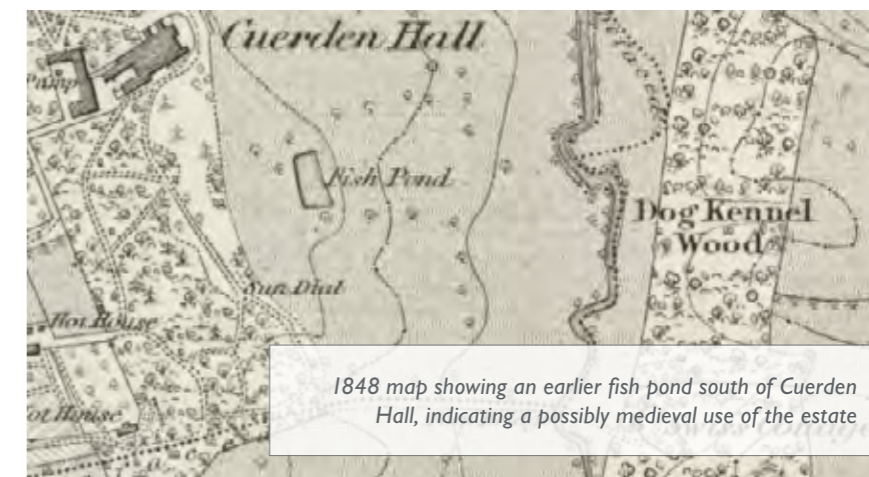 Cuerden Hall
Pump
Fish Pond
Dog Kennel
Wood
Sun Dial
Hot House
Hot House
1848 map showing an earlier fish pond south of Cuerden
Hall, indicating a possibly medieval use of the estate